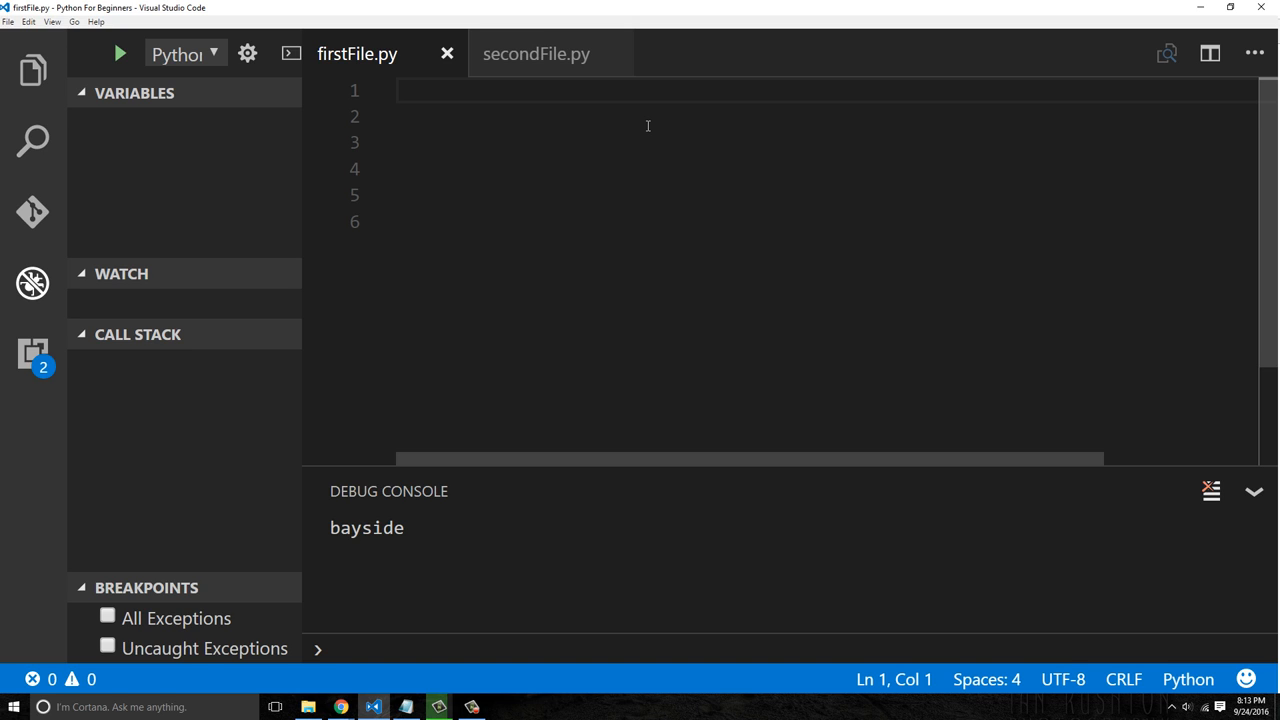 firstFile.py - Python For Beginners - Visual Studio Code
File Edit View Go Help
Python
firstFile.py
secondFile.py
VARIABLES
1
2
3
4
5
6
WATCH
CALL STACK
2
DEBUG CONSOLE
bayside
BREAKPOINTS
All Exceptions
Uncaught Exceptions
0 0 Ln 1, Col 1 Spaces: 4 UTF-8 CRLF Python
I'm Cortana. Ask me anything.
8:13 PM
9/24/2016